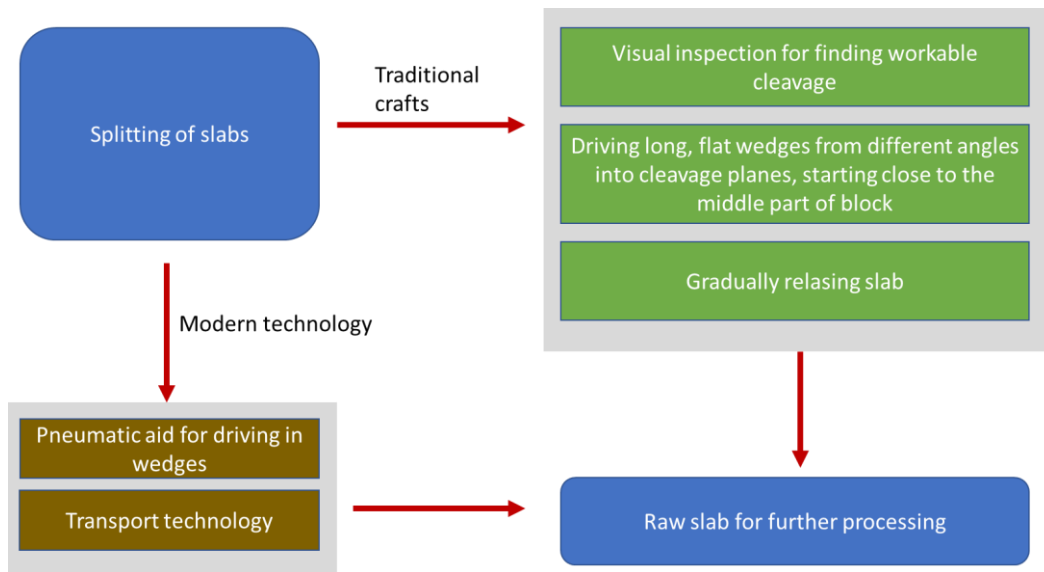 Splitting of slabs
Traditional
crafts
Visual inspection for finding workable
cleavage
Driving long, flat wedges from different angles
into cleavage planes, starting close to the
middle part of block
Gradually relasing slab
Modern technology
Pneumatic aid for driving in
wedges
Transport technology
Raw slab for further processing